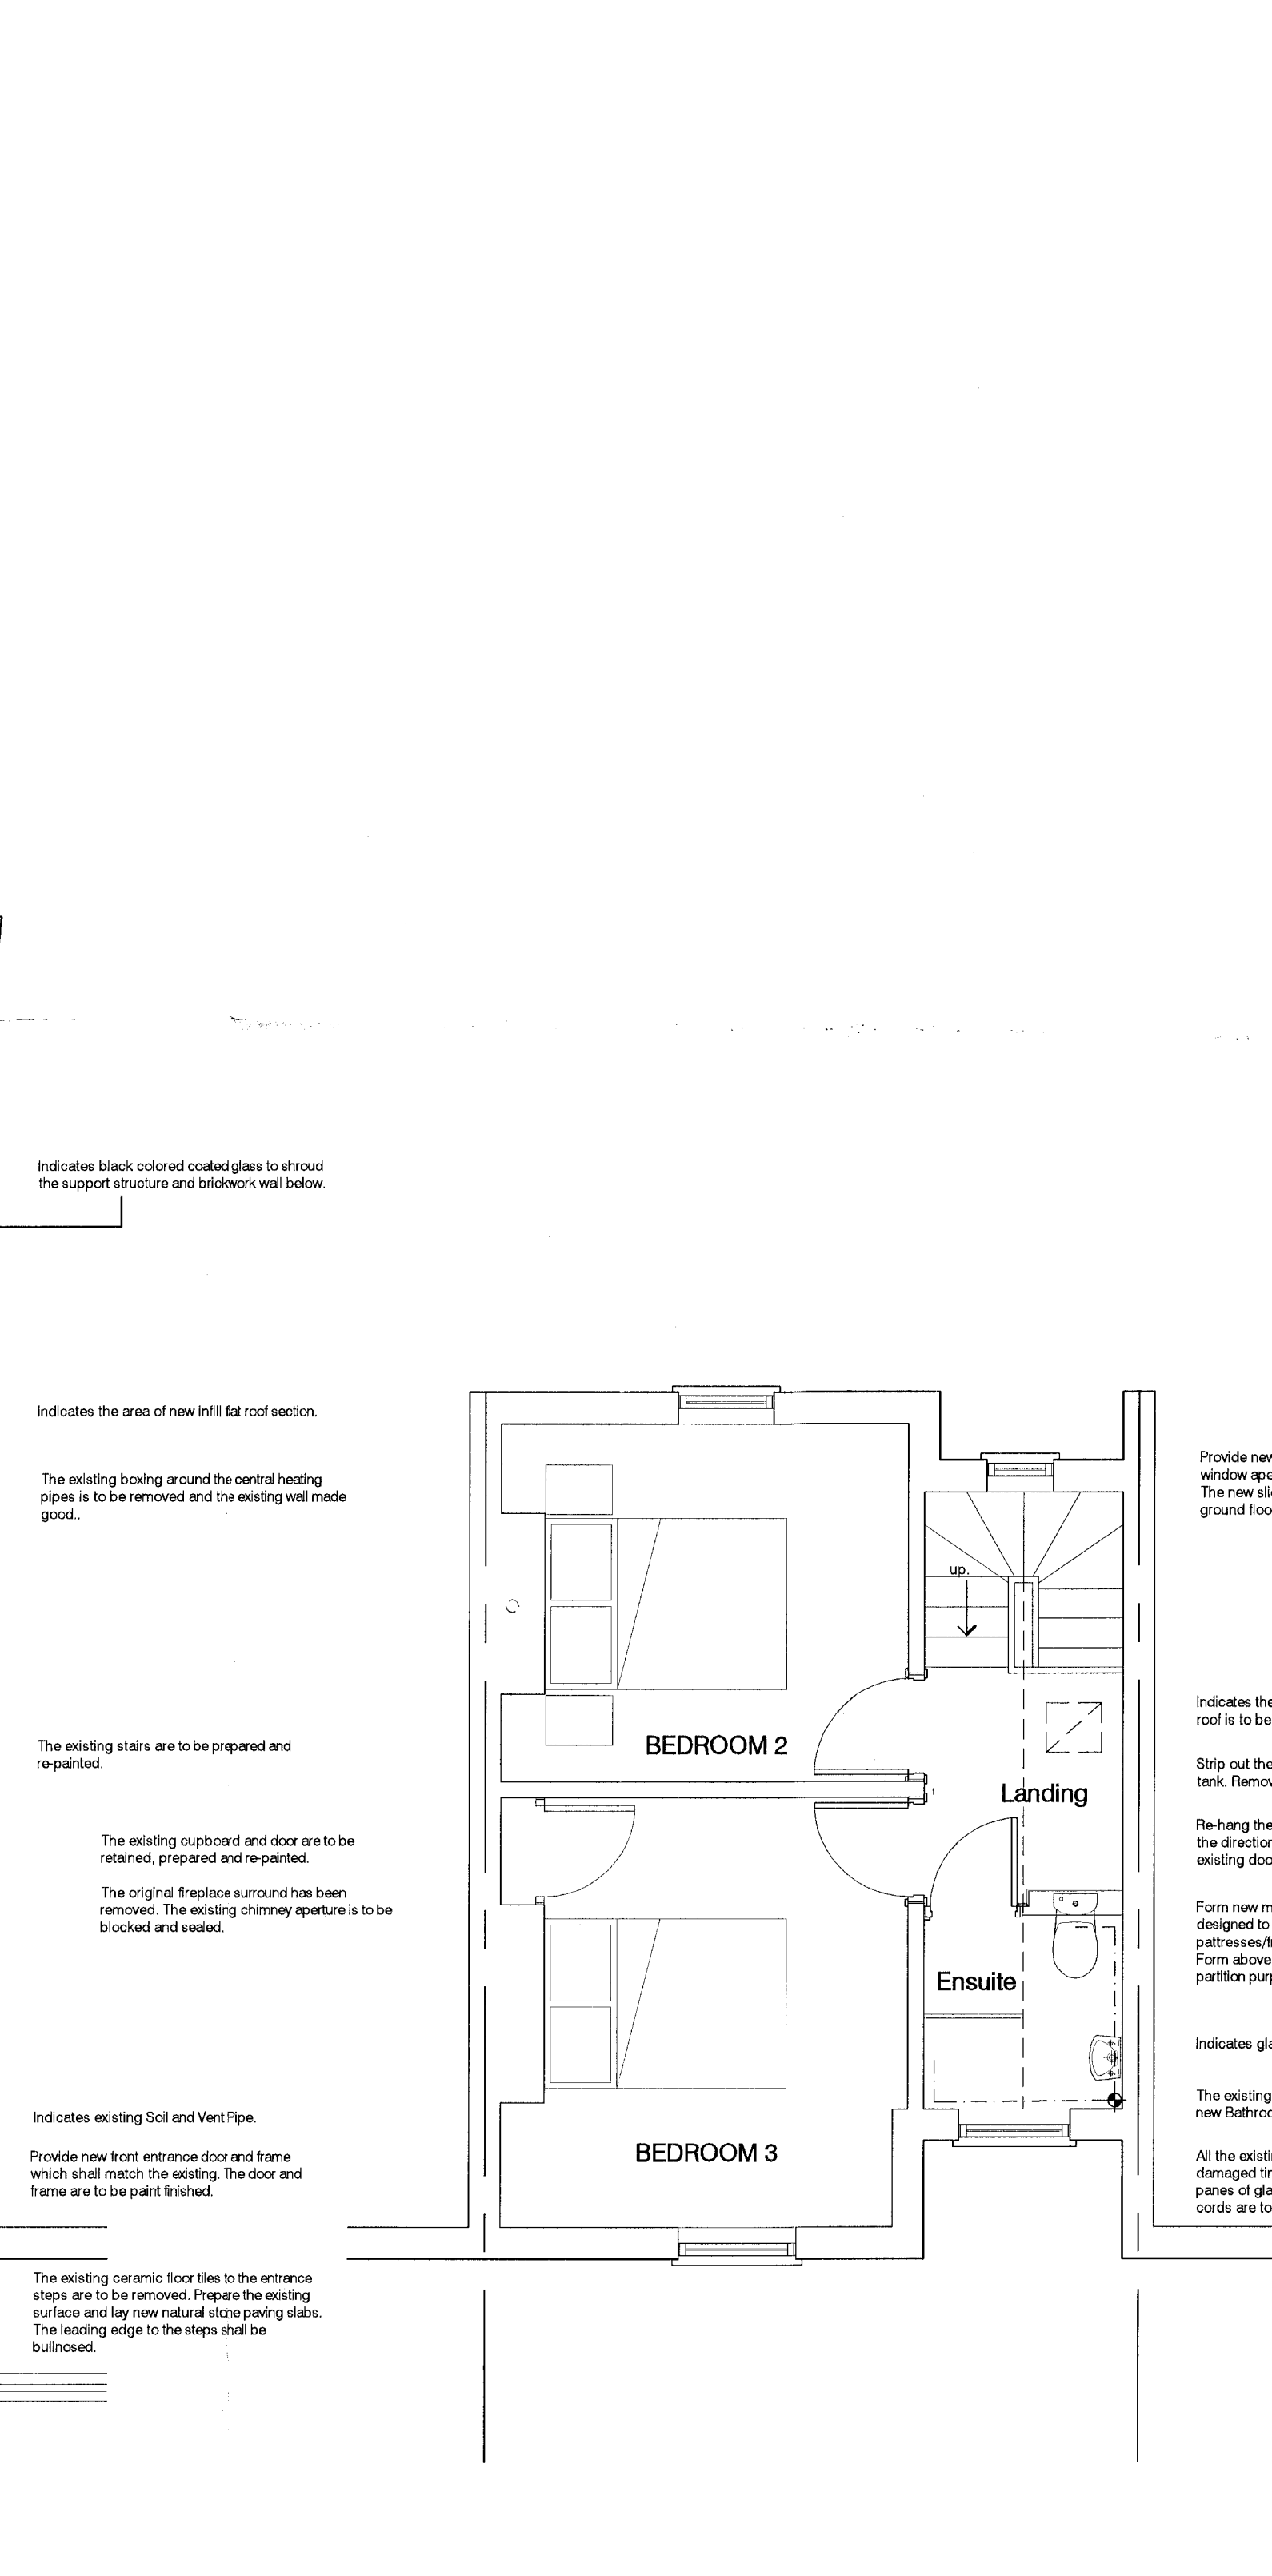 Indicates black colored coated glass to shroud
the support structure and brickwork wall below.
Indicates the area of new infill fat roof section.
The existing boxing around the central heating
pipes is to be removed and the existing wall made
good..
The existing stairs are to be prepared and
re-painted.
The existing cupboard and door are to be
retained, prepared and re-painted.
The original fireplace surround has been
removed. The existing chimney aperture is to be
blocked and sealed.
Indicates existing Soil and Vent Pipe.
Provide new front entrance door and frame
which shall match the existing. The door and
frame are to be paint finished.
The existing ceramic floor tiles to the entrance
steps are to be removed. Prepare the existing
surface and lay new natural stone paving slabs.
The leading edge to the steps shall be
bullnosed.
up.
BEDROOM 2
Landing
Ensuite
BEDROOM 3
Provide new
window ape
The new sli
ground floo
Indicates the
roof is to be
Strip out the
tank. Remov
Re-hang the
the direction
existing doo
Form new m
designed to
pattresses/f
Form above
partition purp
Indicates gla
The existing
new Bathroo
All the existi
damaged tim
panes of gla
cords are to